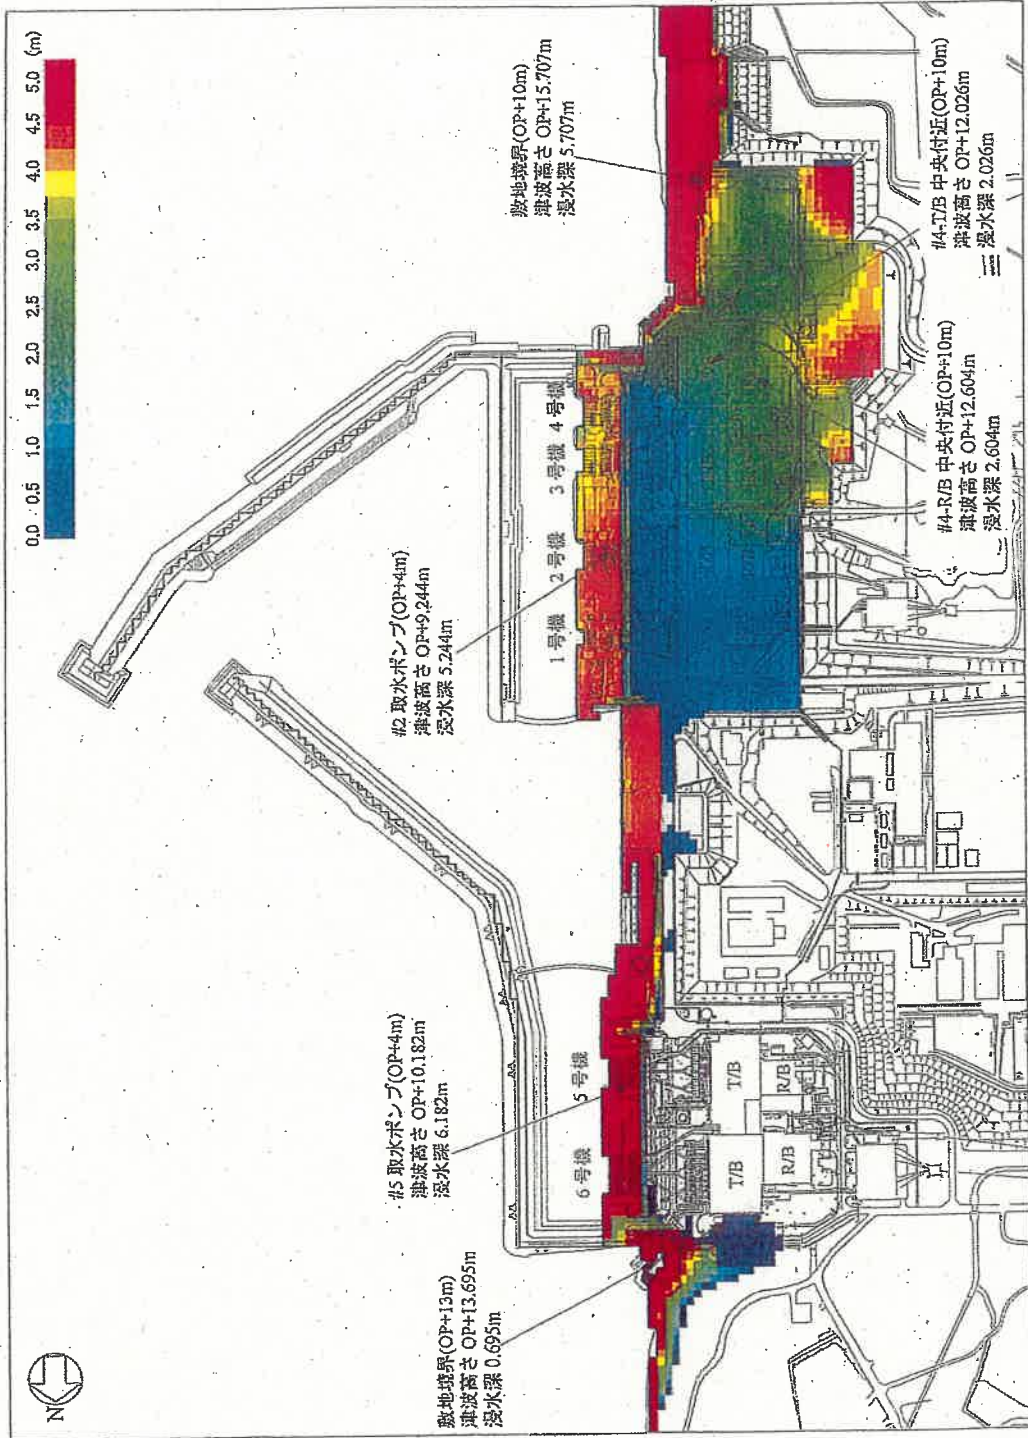 N
0.0 0.5 1.0 1.5 2.0 2.5 3.0 3.5 4.0 4.5 5.0 (m)
敷地境界(OP+13m)
津波高さ OP+13.695m
浸水深 0.695m
#5 取水ポンプ(OP+4m)
津波高さ OP+10.182m
浸水深 6.182m
#2 取水ポンプ(OP+4m)
津波高さ OP+9.244m
浸水深 5.244m
敷地境界(OP+10m)
津波高さ OP+15.707m
浸水深 5.707m
6号機 5号機
1号機 2号機 3号機 4号機
T/B T/B
R/B R/B
#4-R/B 中央付近(OP+10m)
津波高さ OP+12.604m
浸水深 2.604m
#4-T/B 中央付近(OP+10m)
津波高さ OP+12.026m
浸水深 2.026m